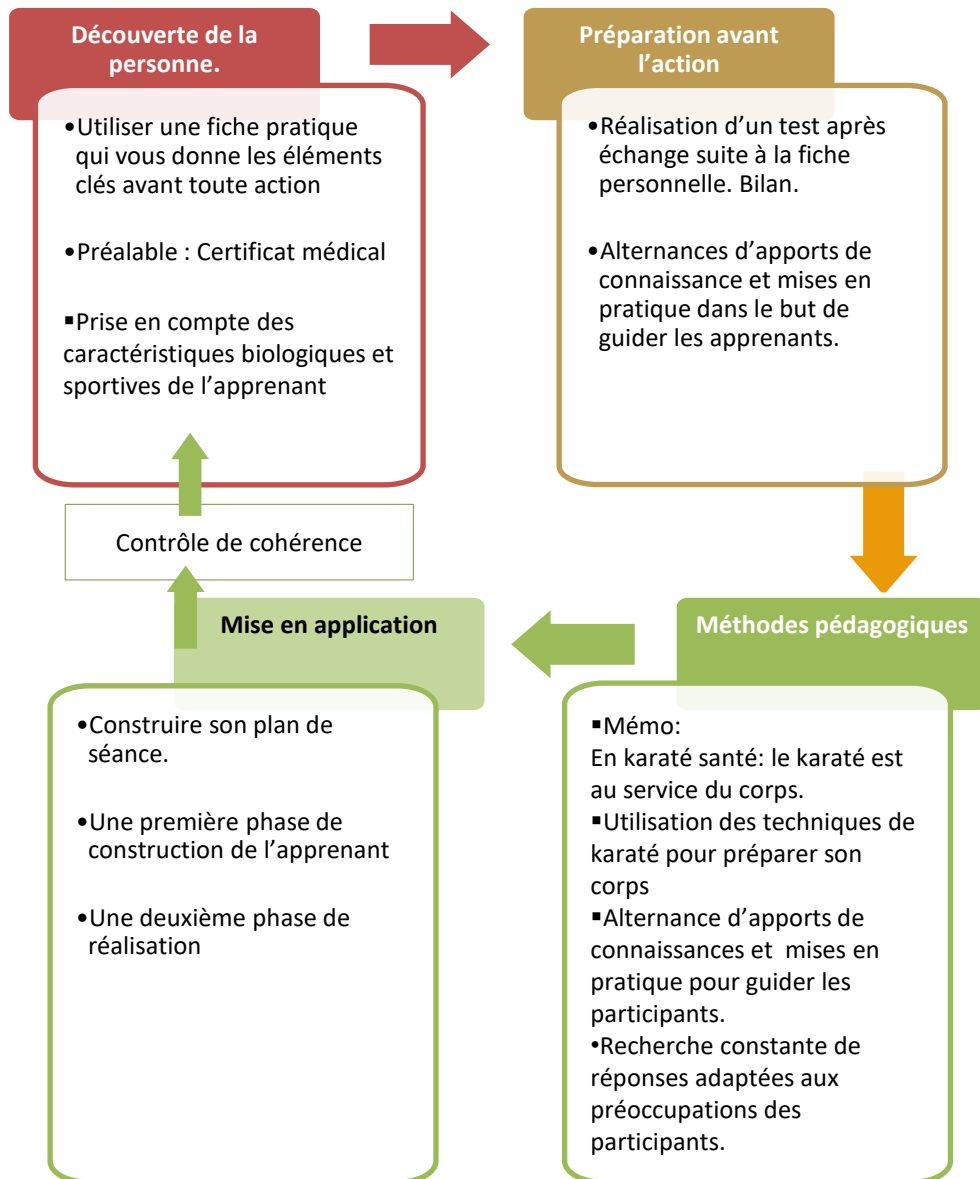 Découverte de la
personne.
•Utiliser une fiche pratique
qui vous donne les éléments
clés avant toute action
•Préalable : Certificat médical
▪Prise en compte des
caractéristiques biologiques et
sportives de l’apprenant
Préparation avant
l’action
•Réalisation d’un test après
échange suite à la fiche
personnelle. Bilan.
•Alternances d’apports de
connaissance et mises en
pratique dans le but de
guider les apprenants.
Méthodes pédagogiques
▪Mémo:
En karaté santé: le karaté est
au service du corps.
▪Utilisation des techniques de
karaté pour préparer son
corps
▪Alternance d’apports de
connaissances et  mises en
pratique pour guider les
participants.
•Recherche constante de
réponses adaptées aux
préoccupations des
participants.
Mise en application
•Construire son plan de
séance.
•Une première phase de
construction de l’apprenant
•Une deuxième phase de
réalisation
Contrôle de cohérence